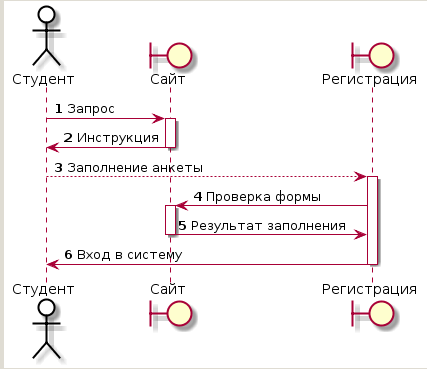 Студент Сайт Регистрация
1 Запрос
2 Инструкция
3 Заполнение анкеты
4 Проверка формы
5 Результат заполнения
6 Вход в систему
Студент Сайт Регистрация